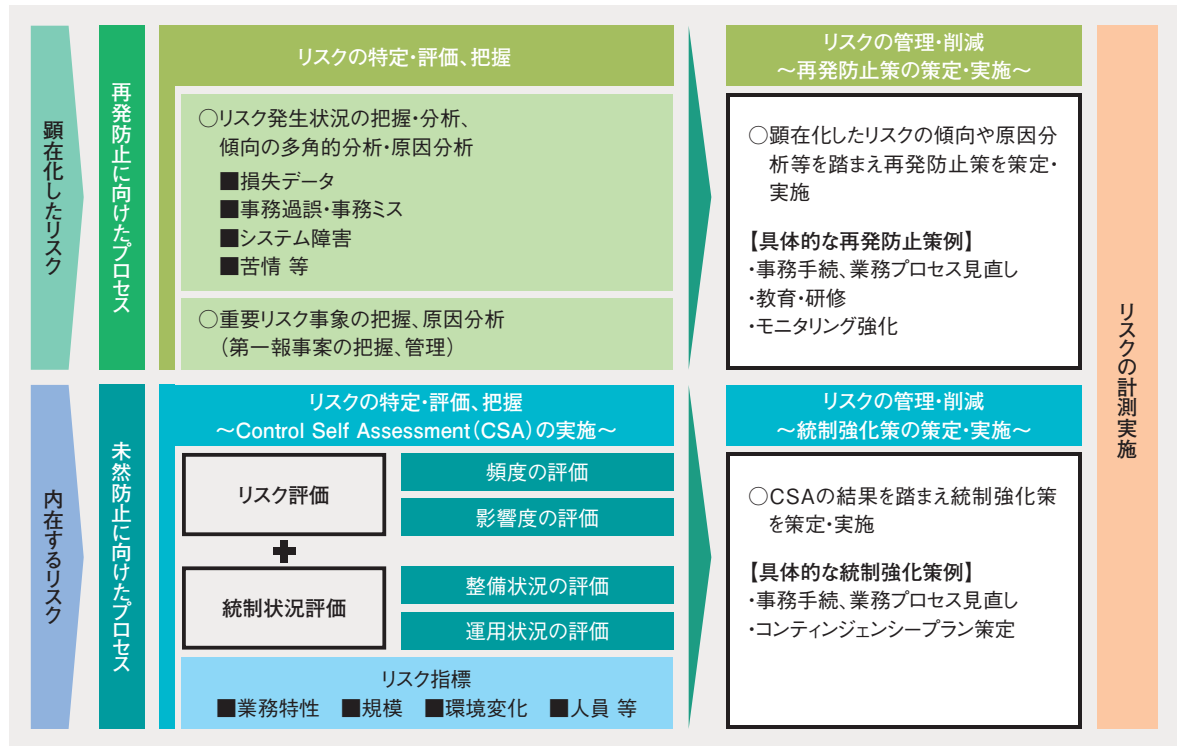 顕在化したリスク
再発防止に向けたプロセス
リスクの特定・評価、把握
○リスク発生状況の把握・分析、
傾向の多角的分析・原因分析
■損失データ
■事務過誤・事務ミス
■システム障害
■苦情 等
○重要リスク事象の把握、原因分析
（第一報事案の把握、管理）
リスクの管理・削減
～再発防止策の策定・実施～
○顕在化したリスクの傾向や原因分
析等を踏まえ再発防止策を策定・
実施
【具体的な再発防止策例】
・事務手続、業務プロセス見直し
・教育・研修
・モニタリング強化
内在するリスク
未然防止に向けたプロセス
リスクの特定・評価、把握
～Control Self Assessment（CSA）の実施～
リスク評価
頻度の評価
影響度の評価
統制状況評価
整備状況の評価
運用状況の評価
リスク指標
■業務特性 ■規模 ■環境変化 ■人員 等
リスクの管理・削減
～統制強化策の策定・実施～
○CSAの結果を踏まえ統制強化策
を策定・実施
【具体的な統制強化策例】
・事務手続、業務プロセス見直し
・コンティンジェンシープラン策定
リスクの計測実施